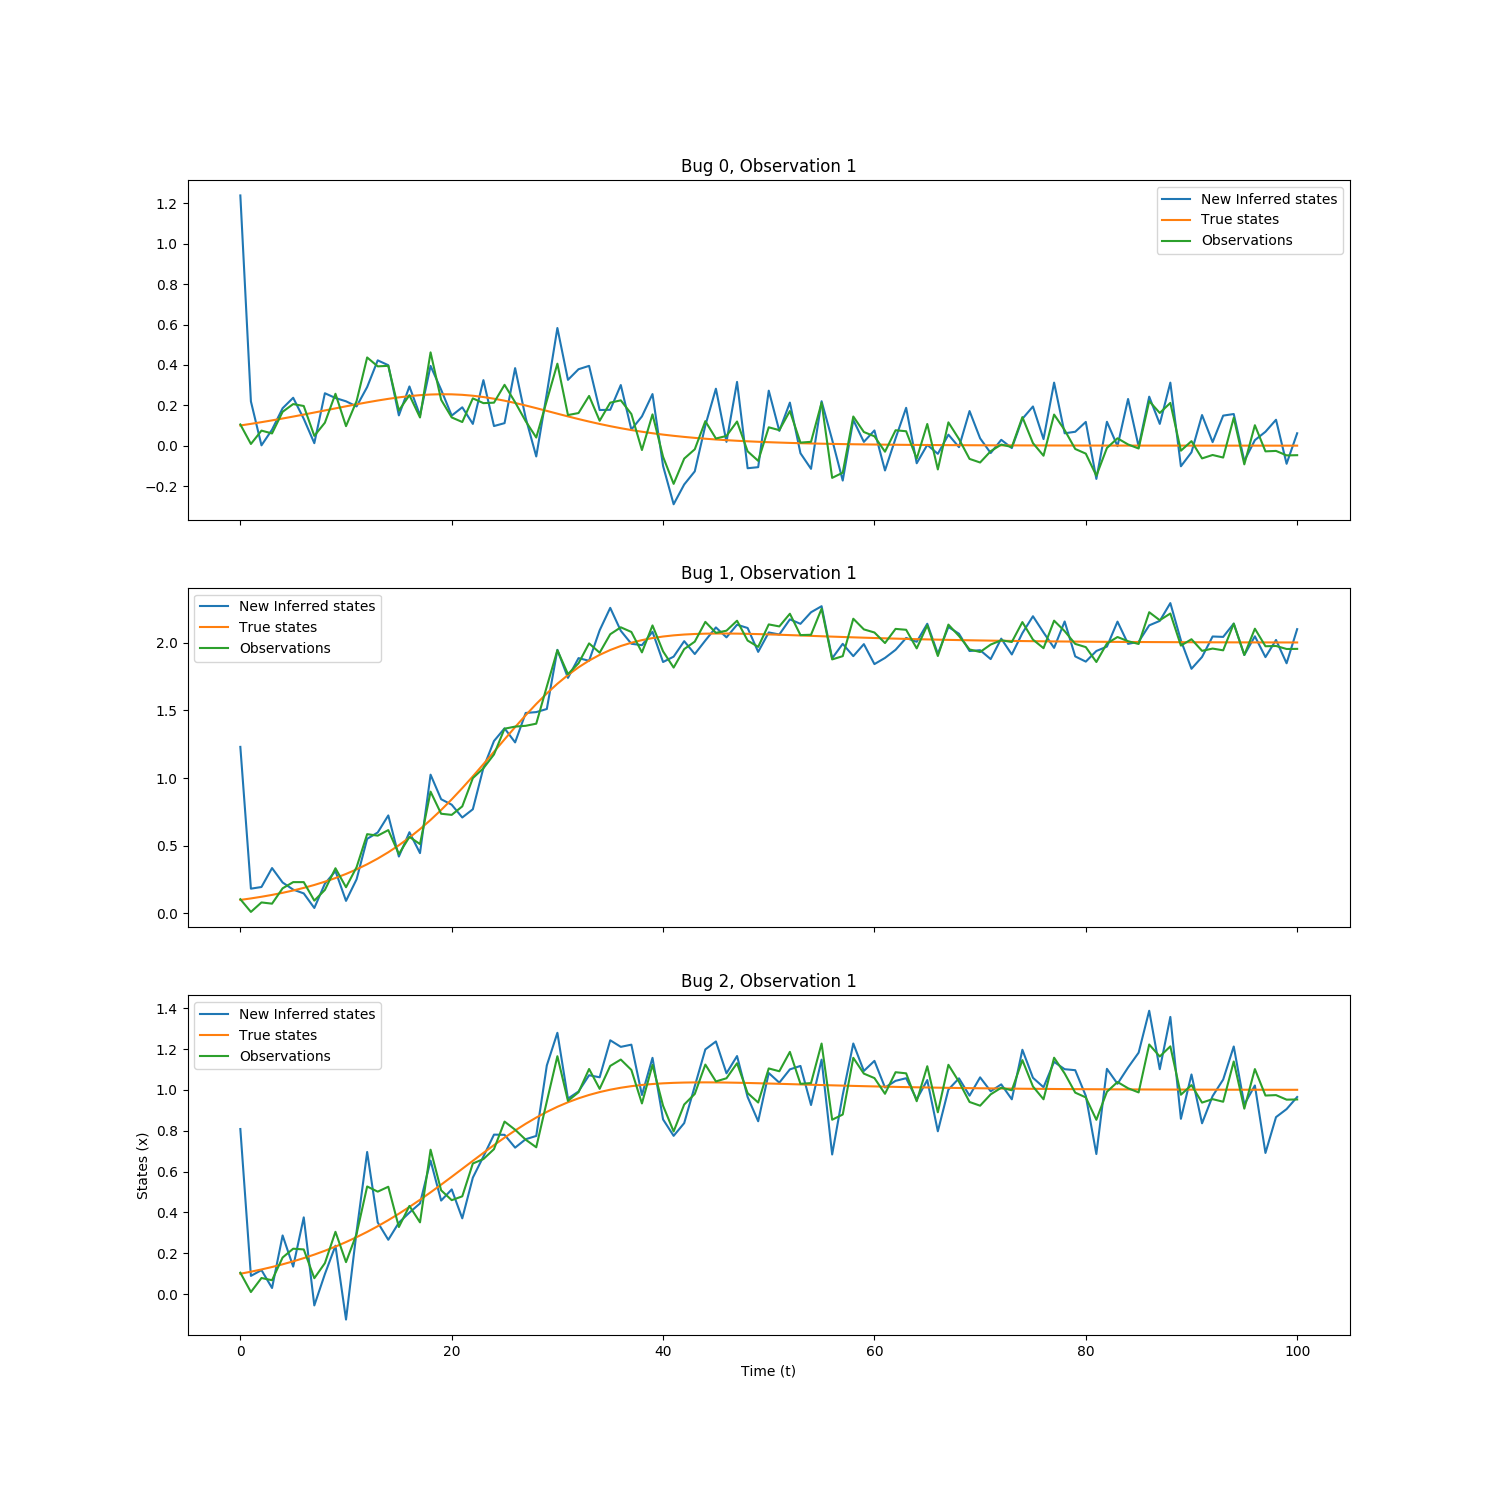 Bug 0, Observation 1
1.2
1.0
0.8
0.6
0.4
0.2
0.0
−0.2
New Inferred states
True states
Observations
Bug 1, Observation 1
2.0
1.5
1.0
0.5
0.0
New Inferred states
True states
Observations
Bug 2, Observation 1
1.4
1.2
1.0
0.8
0.6
0.4
0.2
0.0
New Inferred states
True states
Observations
States (x)
0 20 40 60 80 100
Time (t)